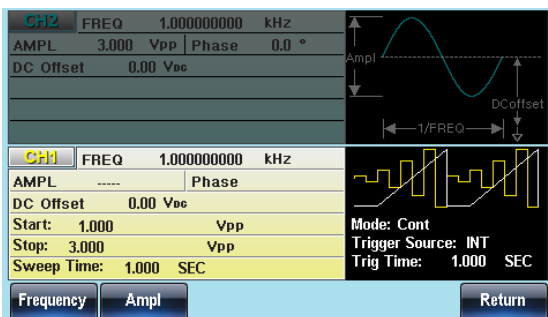 CH2 FREQ 1.000000000 kHz
AMPL 3.000 Vpp Phase 0.0 °
DC Offset 0.00 VDC
Ampl
DCoffset
1/FREQ
CH1 FREQ 1.000000000 kHz
AMPL ----- Phase
DC Offset 0.00 VDC
Start: 1.000 Vpp
Stop: 3.000 Vpp
Sweep Time: 1.000 SEC
Mode: Cont
Trigger Source: INT
Trig Time: 1.000 SEC
Frequency Ampl Return